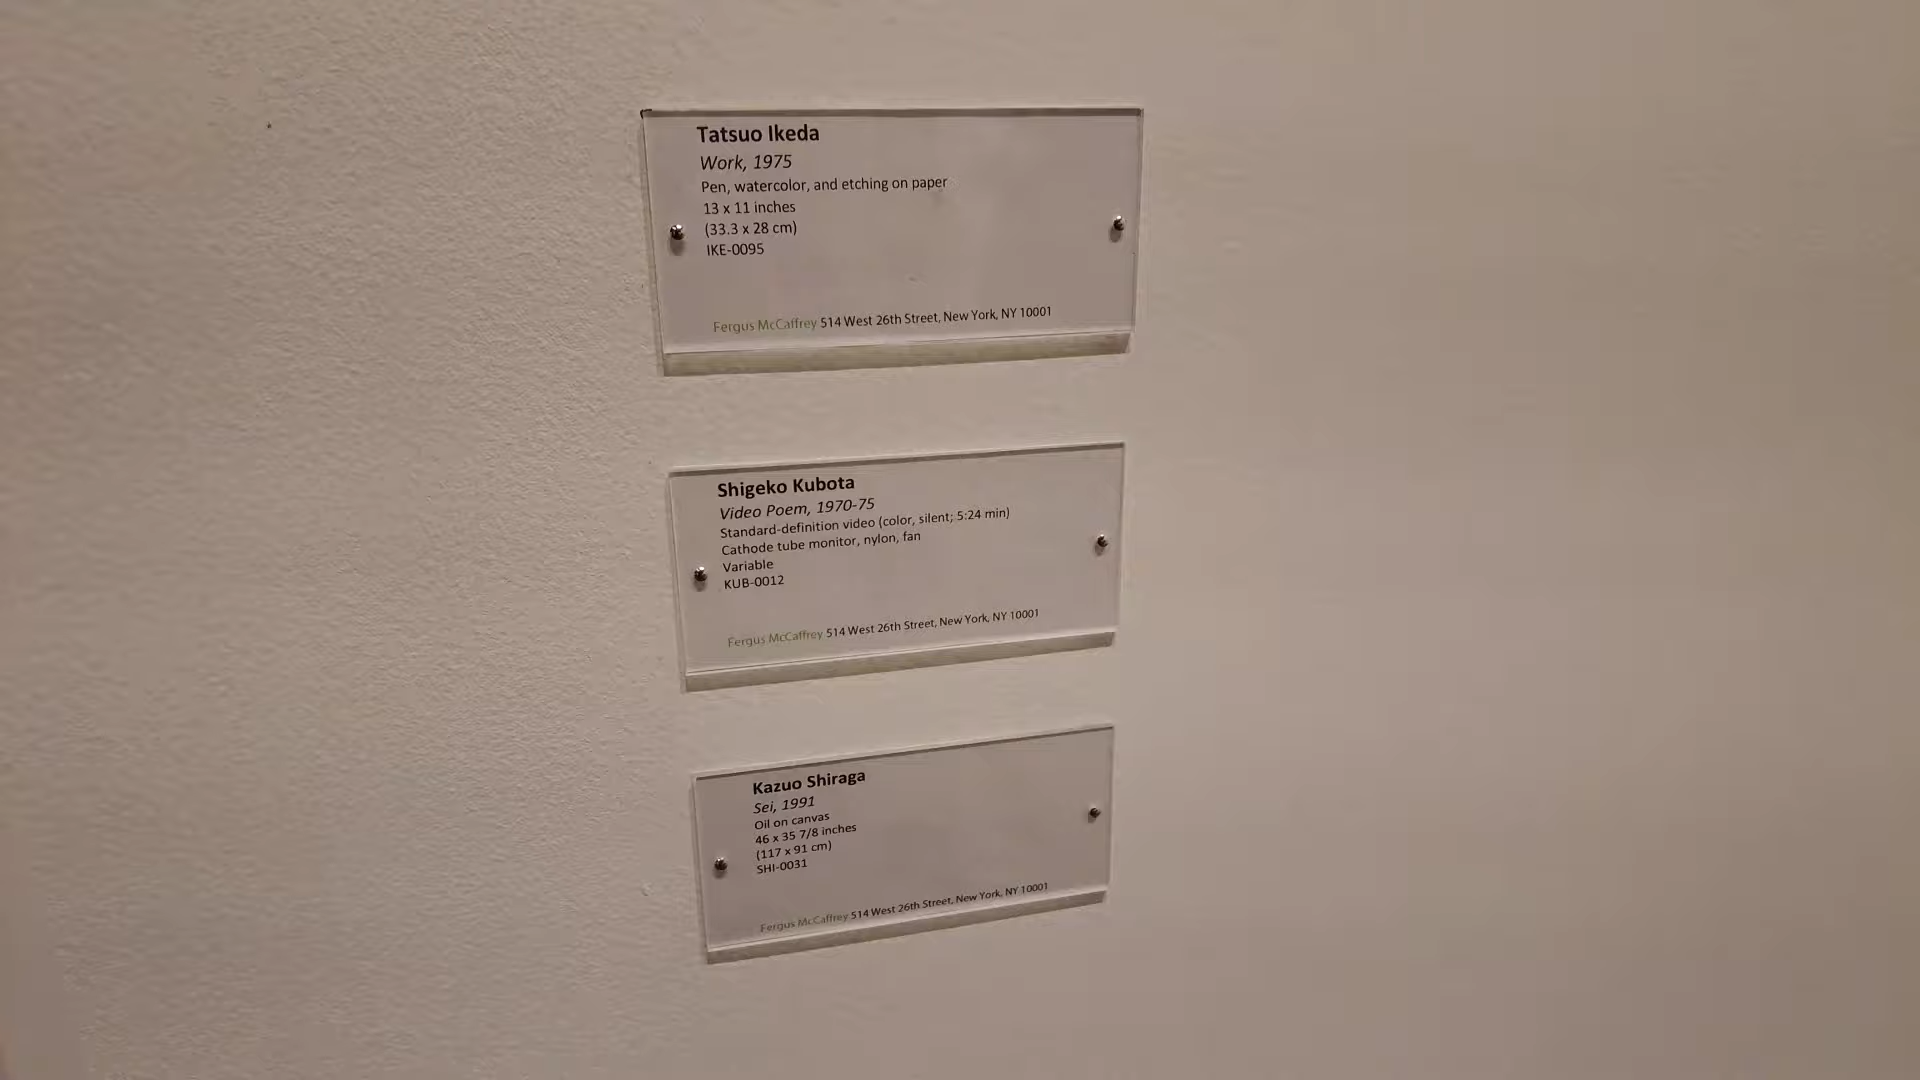 Tatsuo Ikeda
Work, 1975
Pen, watercolor, and etching on paper
13 x 11 inches
(33.3 x 28 cm)
IKE-0095
Fergus McCaffrey 514 West 26th Street, New York, NY 10001
Shigeko Kubota
Video Poem, 1970-75
Standard-definition video (color, silent; 5:24 min)
Cathode tube monitor, nylon, fan
Variable
KUB-0012
Fergus McCaffrey 514 West 26th Street, New York, NY 10001
Kazuo Shiraga
Sei, 1991
Oil on canvas
46 x 35 7/8 inches
(117 x 91 cm)
SHI-0031
Fergus McCaffrey 514 West 26th Street, New York, NY 10001